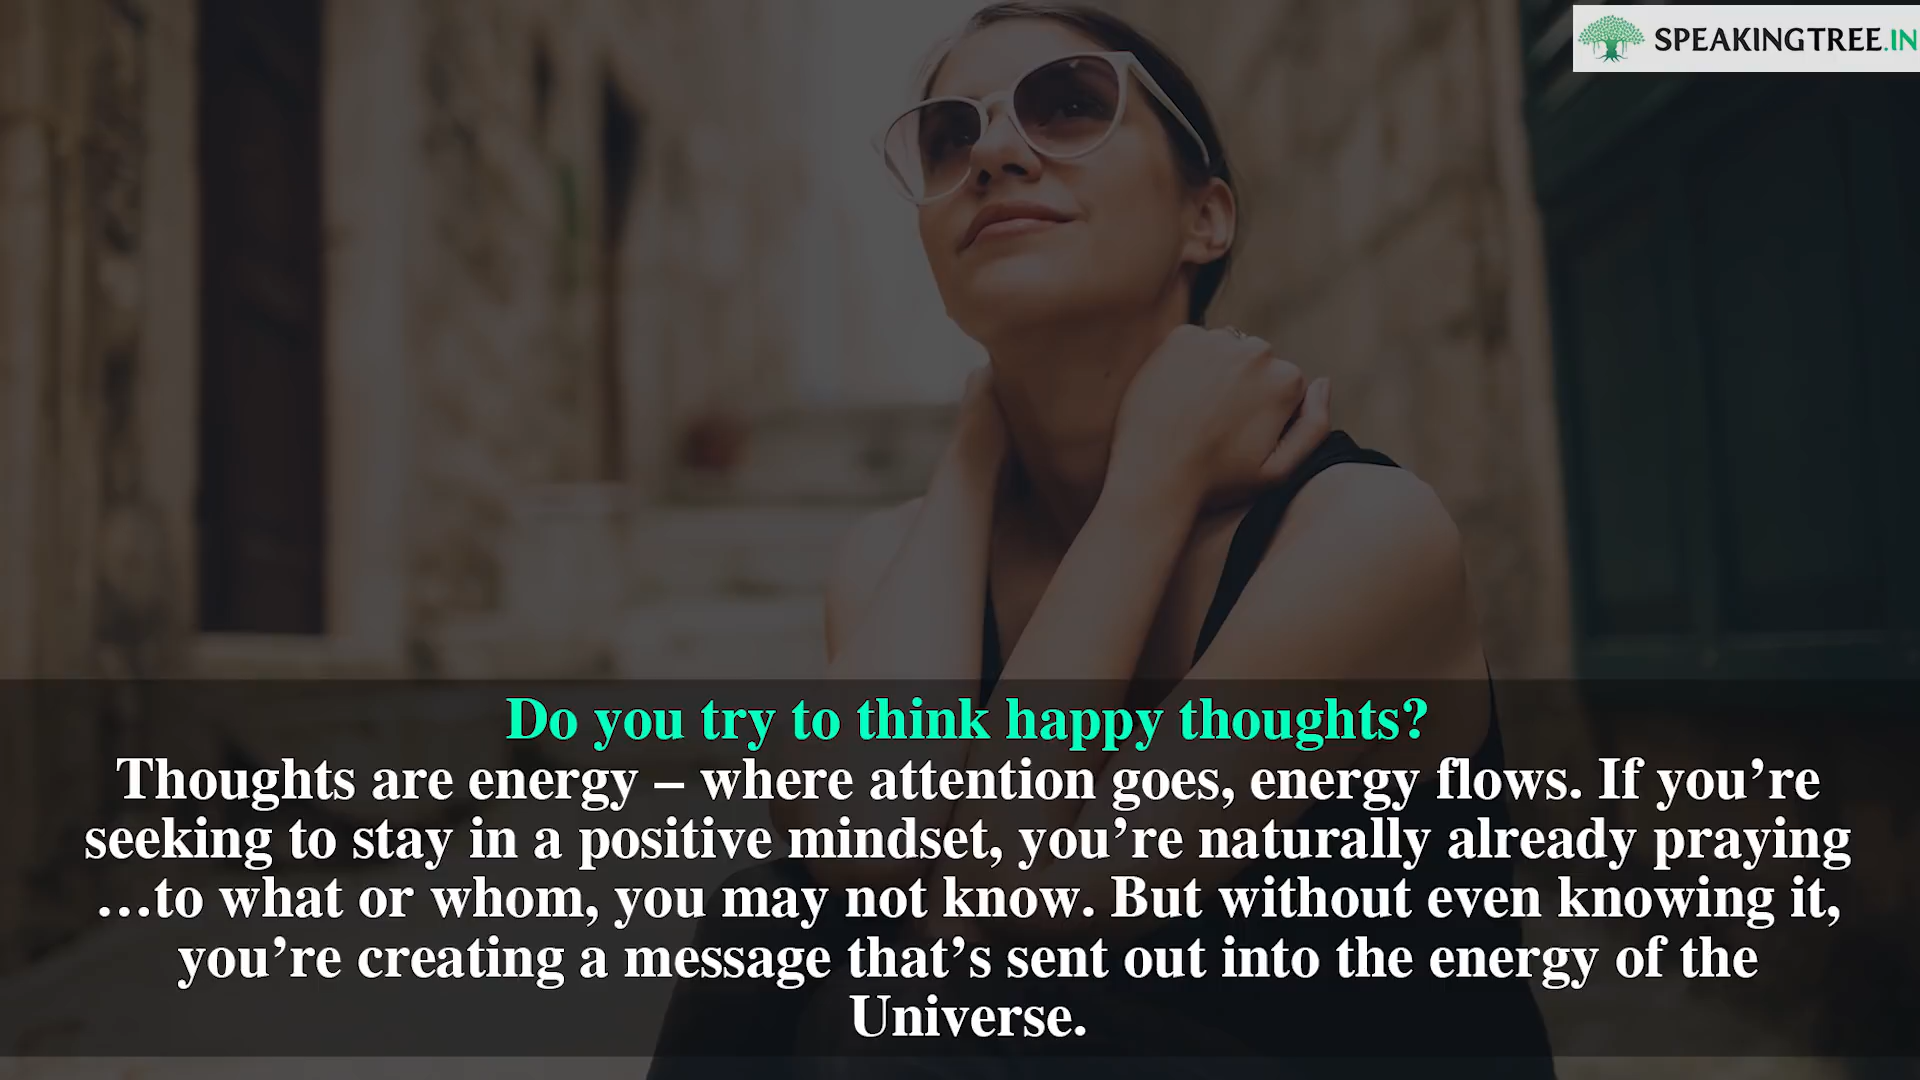 SPEAKINGTREE.IN
Do you try to think happy thoughts?
Thoughts are energy – where attention goes, energy flows. If you’re
seeking to stay in a positive mindset, you’re naturally already praying
…to what or whom, you may not know. But without even knowing it,
you’re creating a message that’s sent out into the energy of the
Universe.